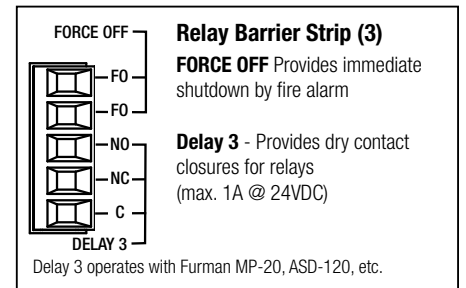 FORCE OFF
FO
FO
NO
NC
C
DELAY 3
Relay Barrier Strip (3)
FORCE OFF Provides immediate
shutdown by fire alarm
Delay 3 - Provides dry contact
closures for relays
(max. 1A @ 24VDC)
Delay 3 operates with Furman MP-20, ASD-120, etc.